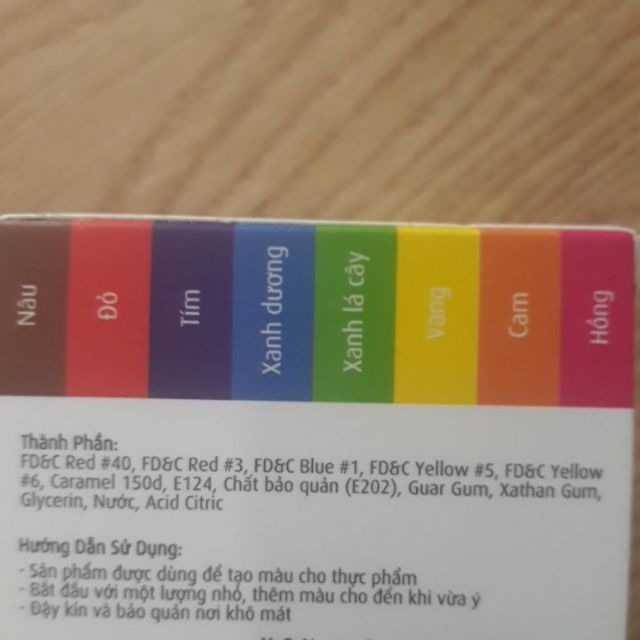 Nâu
Đỏ
Tím
Xanh dương
Xanh lá cây
Vàng
Cam
Hồng
Thành Phần:
FD&C Red #40, FD&C Red #3, FD&C Blue #1, FD&C Yellow #5, FD&C Yellow
#6, Caramel 150d, E124, Chất bảo quản (E202), Guar Gum, Xathan Gum,
Glycerin, Nước, Acid Citric
Hướng Dẫn Sử Dụng:
- Sản phẩm được dùng để tạo màu cho thực phẩm
- Bắt đầu với một lượng nhỏ, thêm màu cho đến khi vừa ý
- Đậy kín và bảo quản nơi khô mát